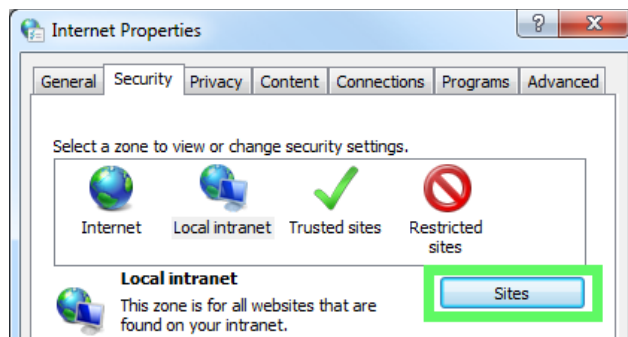 Internet Properties
?
General Security Privacy Content Connections Programs Advanced
Select a zone to view or change security settings.
Internet Local intranet Trusted sites Restricted
sites
Local intranet
Sites
This zone is for all websites that are
found on your intranet.